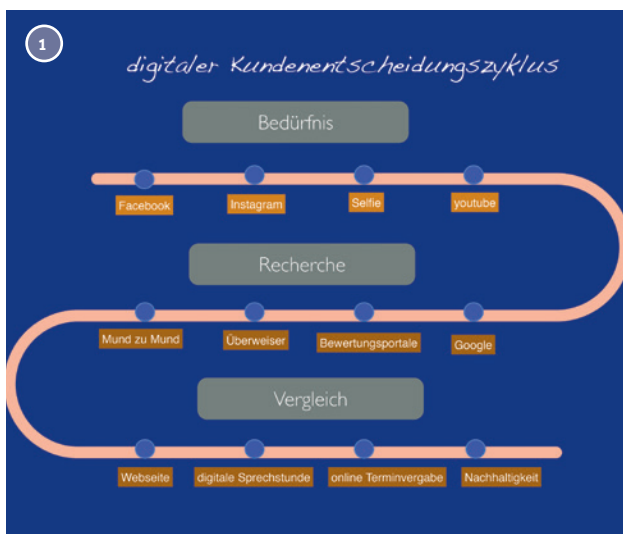 1
digitaler Kundenentscheidungszyklus
Bedürfnis
Facebook Instagram Selfie youtube
Recherche
Mund zu Mund Überweiser Bewertungsportale Google
Vergleich
Webseite digitale Sprechstunde online Terminvergabe Nachhaltigkeit